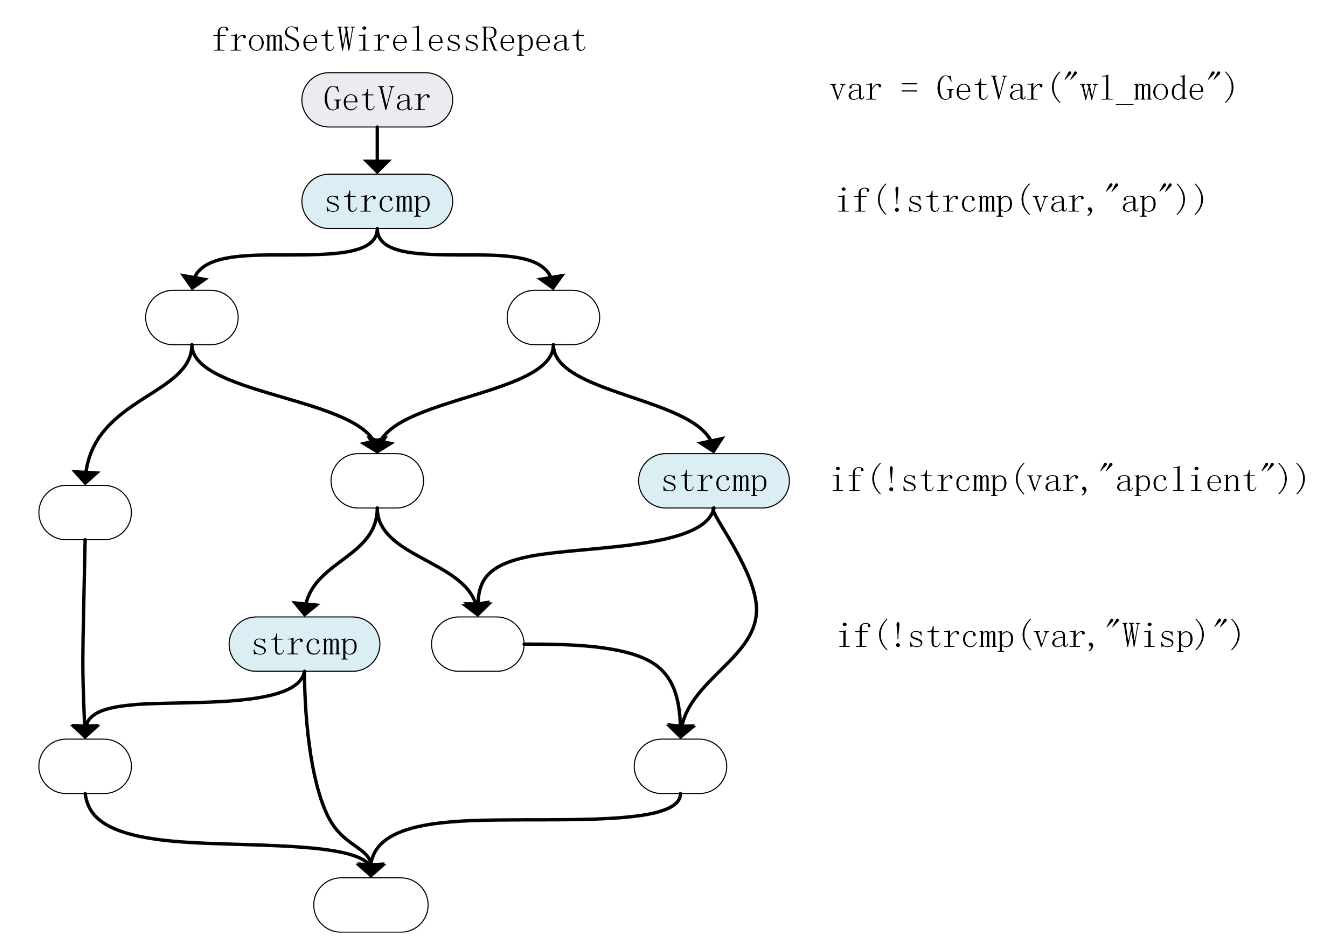 fromSetWirelessRepeat
GetVar
var = GetVar("wl_mode")
strcmp
if(!strcmp(var,"ap"))
strcmp
if(!strcmp(var,"apclient"))
strcmp
if(!strcmp(var,"Wisp)")